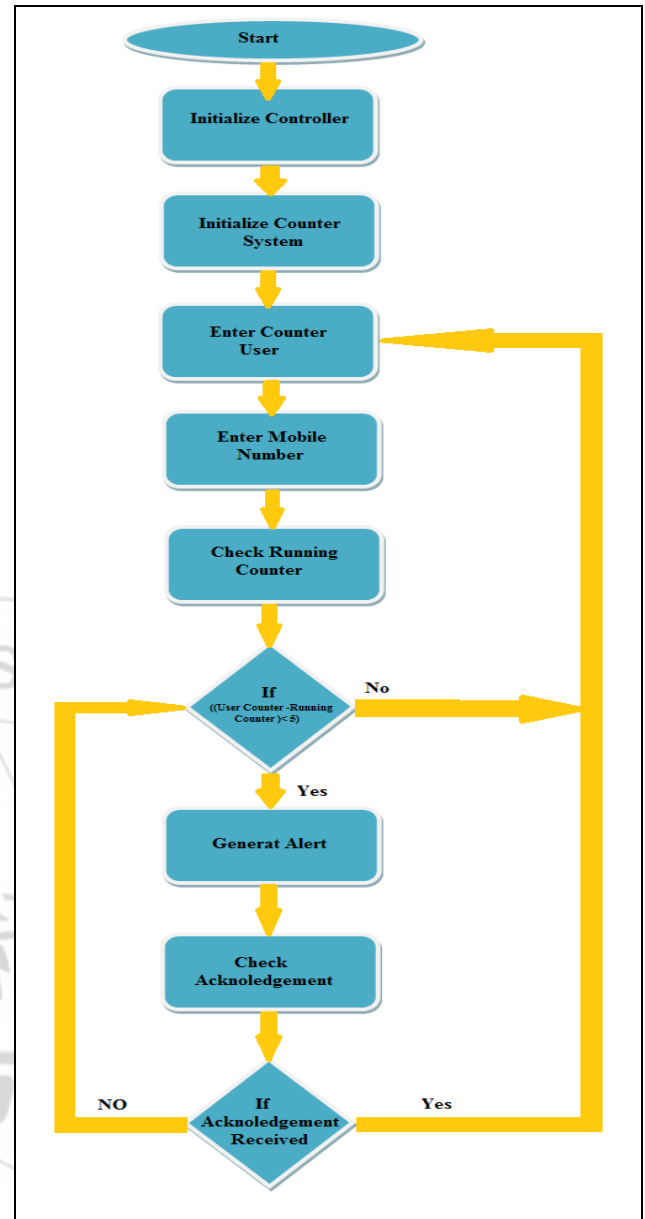 Start
Initialize Controller
Initialize Counter
System
Enter Counter
User
Enter Mobile
Number
Check Running
Counter
If
((User Counter -Running
Counter )< 5)
No
Yes
Generat Alert
Check
Acknoledgement
NO
If
Acknoledgement
Received
Yes